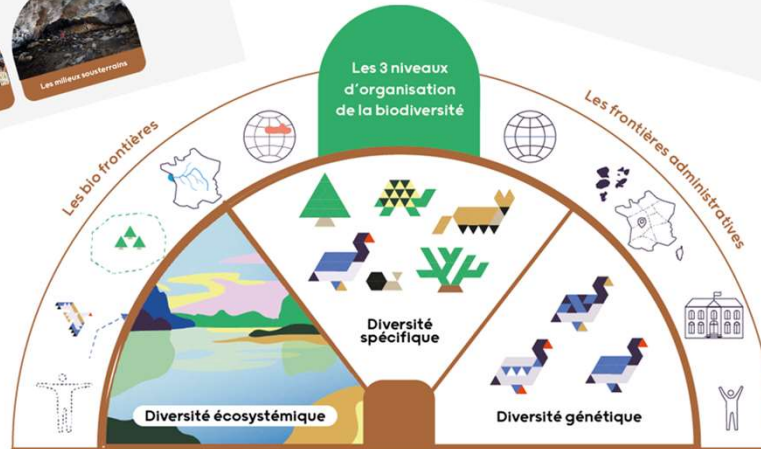 Les milieux sousterrains
Les 3 niveaux
d'organisation
de la biodiversité
Les bio frontières
Les frontières administratives
Diversité
spécifique
Diversité écosystémique
Diversité génétique